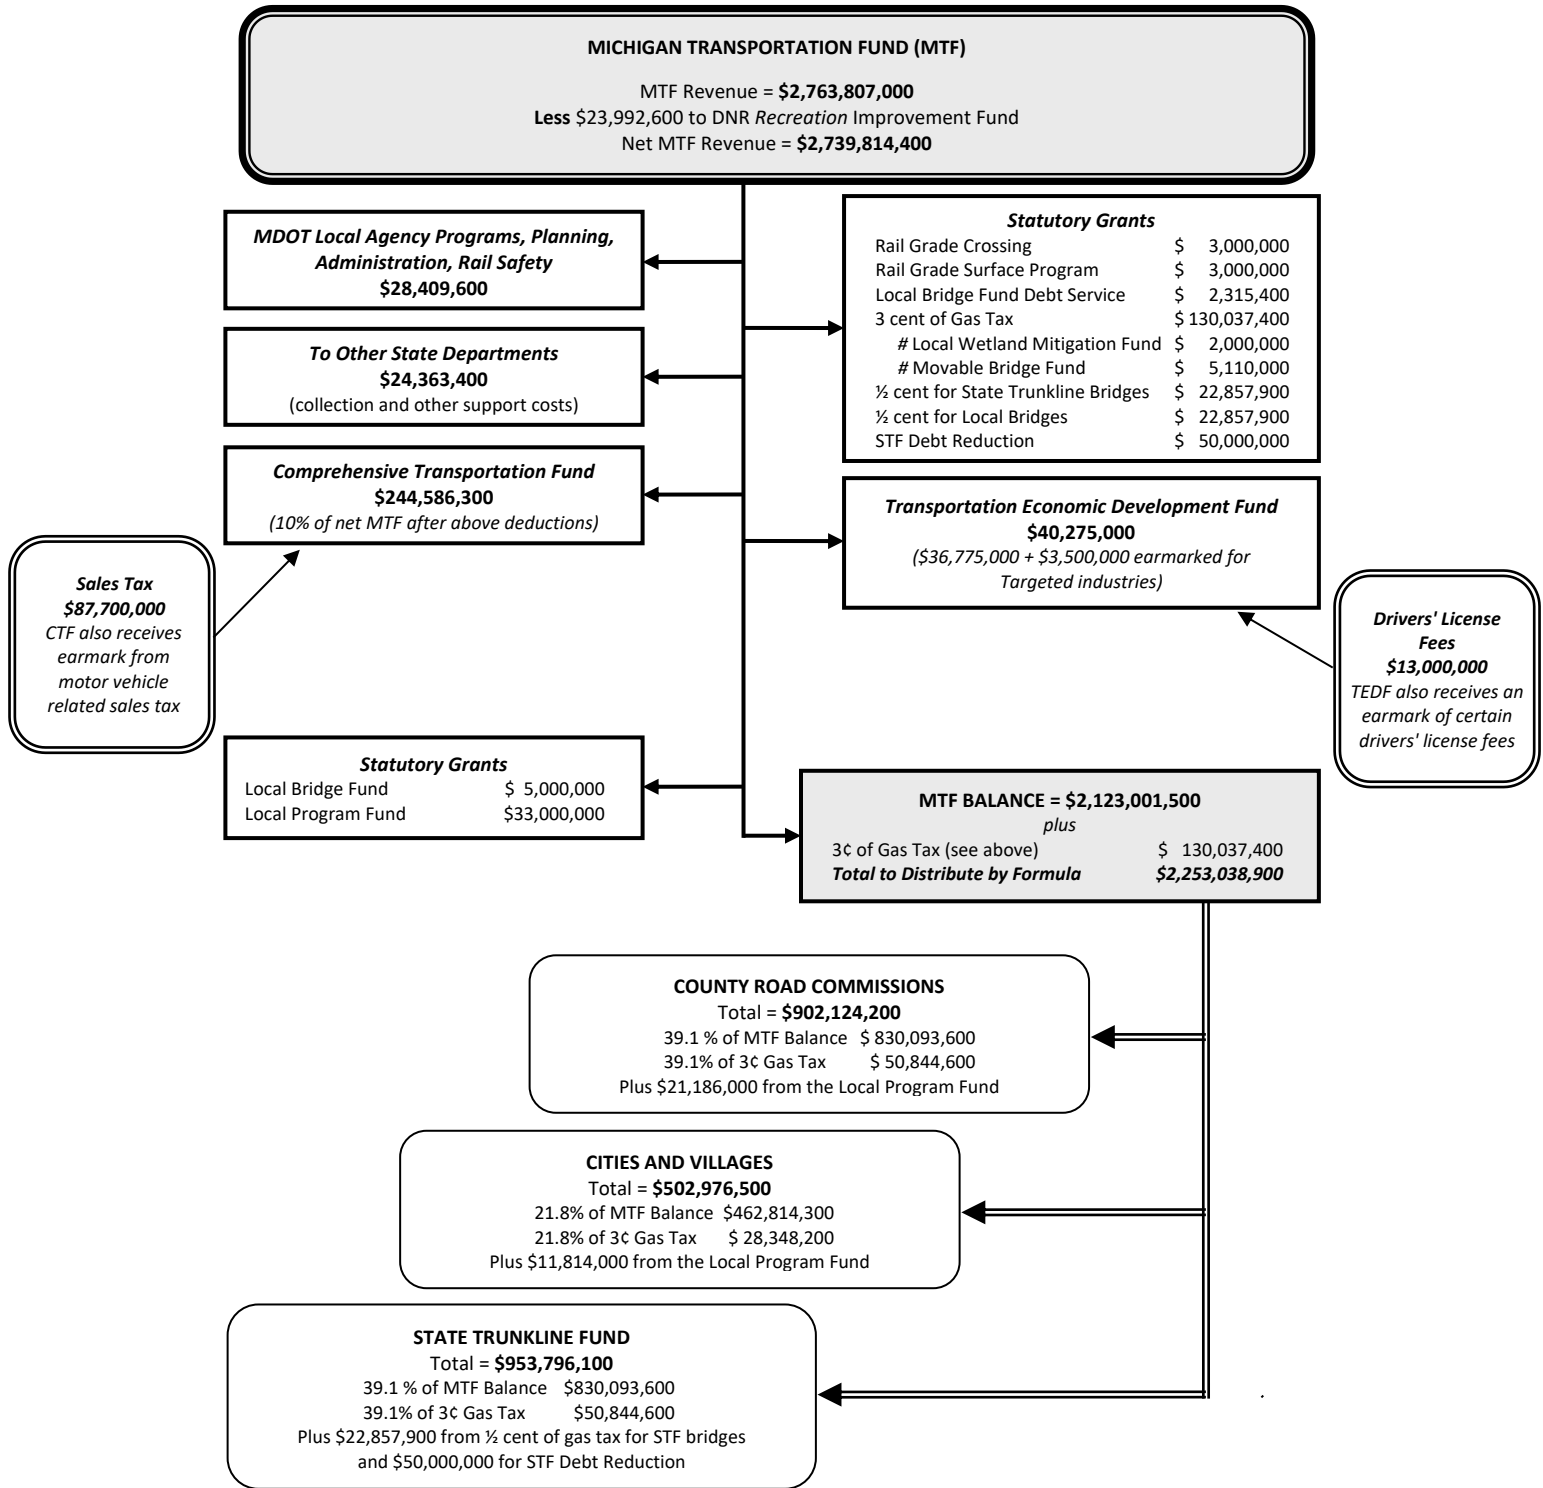 MICHIGAN TRANSPORTATION FUND (MTF)
MTF Revenue = $2,763,807,000
Less $23,992,600 to DNR Recreation Improvement Fund
Net MTF Revenue = $2,739,814,400
MDOT Local Agency Programs, Planning,
Administration, Rail Safety
$28,409,600
Statutory Grants
Rail Grade Crossing $ 3,000,000
Rail Grade Surface Program $ 3,000,000
Local Bridge Fund Debt Service $ 2,315,400
3 cent of Gas Tax $ 130,037,400
# Local Wetland Mitigation Fund $ 2,000,000
# Movable Bridge Fund $ 5,110,000
½ cent for State Trunkline Bridges $ 22,857,900
½ cent for Local Bridges $ 22,857,900
STF Debt Reduction $ 50,000,000
To Other State Departments
$24,363,400
(collection and other support costs)
Comprehensive Transportation Fund
$244,586,300
(10% of net MTF after above deductions)
Transportation Economic Development Fund
$40,275,000
($36,775,000 + $3,500,000 earmarked for
Targeted industries)
Sales Tax
$87,700,000
CTF also receives
earmark from
motor vehicle
related sales tax
Drivers' License
Fees
$13,000,000
TEDF also receives an
earmark of certain
drivers' license fees
Statutory Grants
Local Bridge Fund $ 5,000,000
Local Program Fund $33,000,000
MTF BALANCE = $2,123,001,500
plus
3¢ of Gas Tax (see above) $ 130,037,400
Total to Distribute by Formula $2,253,038,900
COUNTY ROAD COMMISSIONS
Total = $902,124,200
39.1 % of MTF Balance $ 830,093,600
39.1% of 3¢ Gas Tax $ 50,844,600
Plus $21,186,000 from the Local Program Fund
CITIES AND VILLAGES
Total = $502,976,500
21.8% of MTF Balance $462,814,300
21.8% of 3¢ Gas Tax $ 28,348,200
Plus $11,814,000 from the Local Program Fund
STATE TRUNKLINE FUND
Total = $953,796,100
39.1 % of MTF Balance $830,093,600
39.1% of 3¢ Gas Tax $50,844,600
Plus $22,857,900 from ½ cent of gas tax for STF bridges
and $50,000,000 for STF Debt Reduction